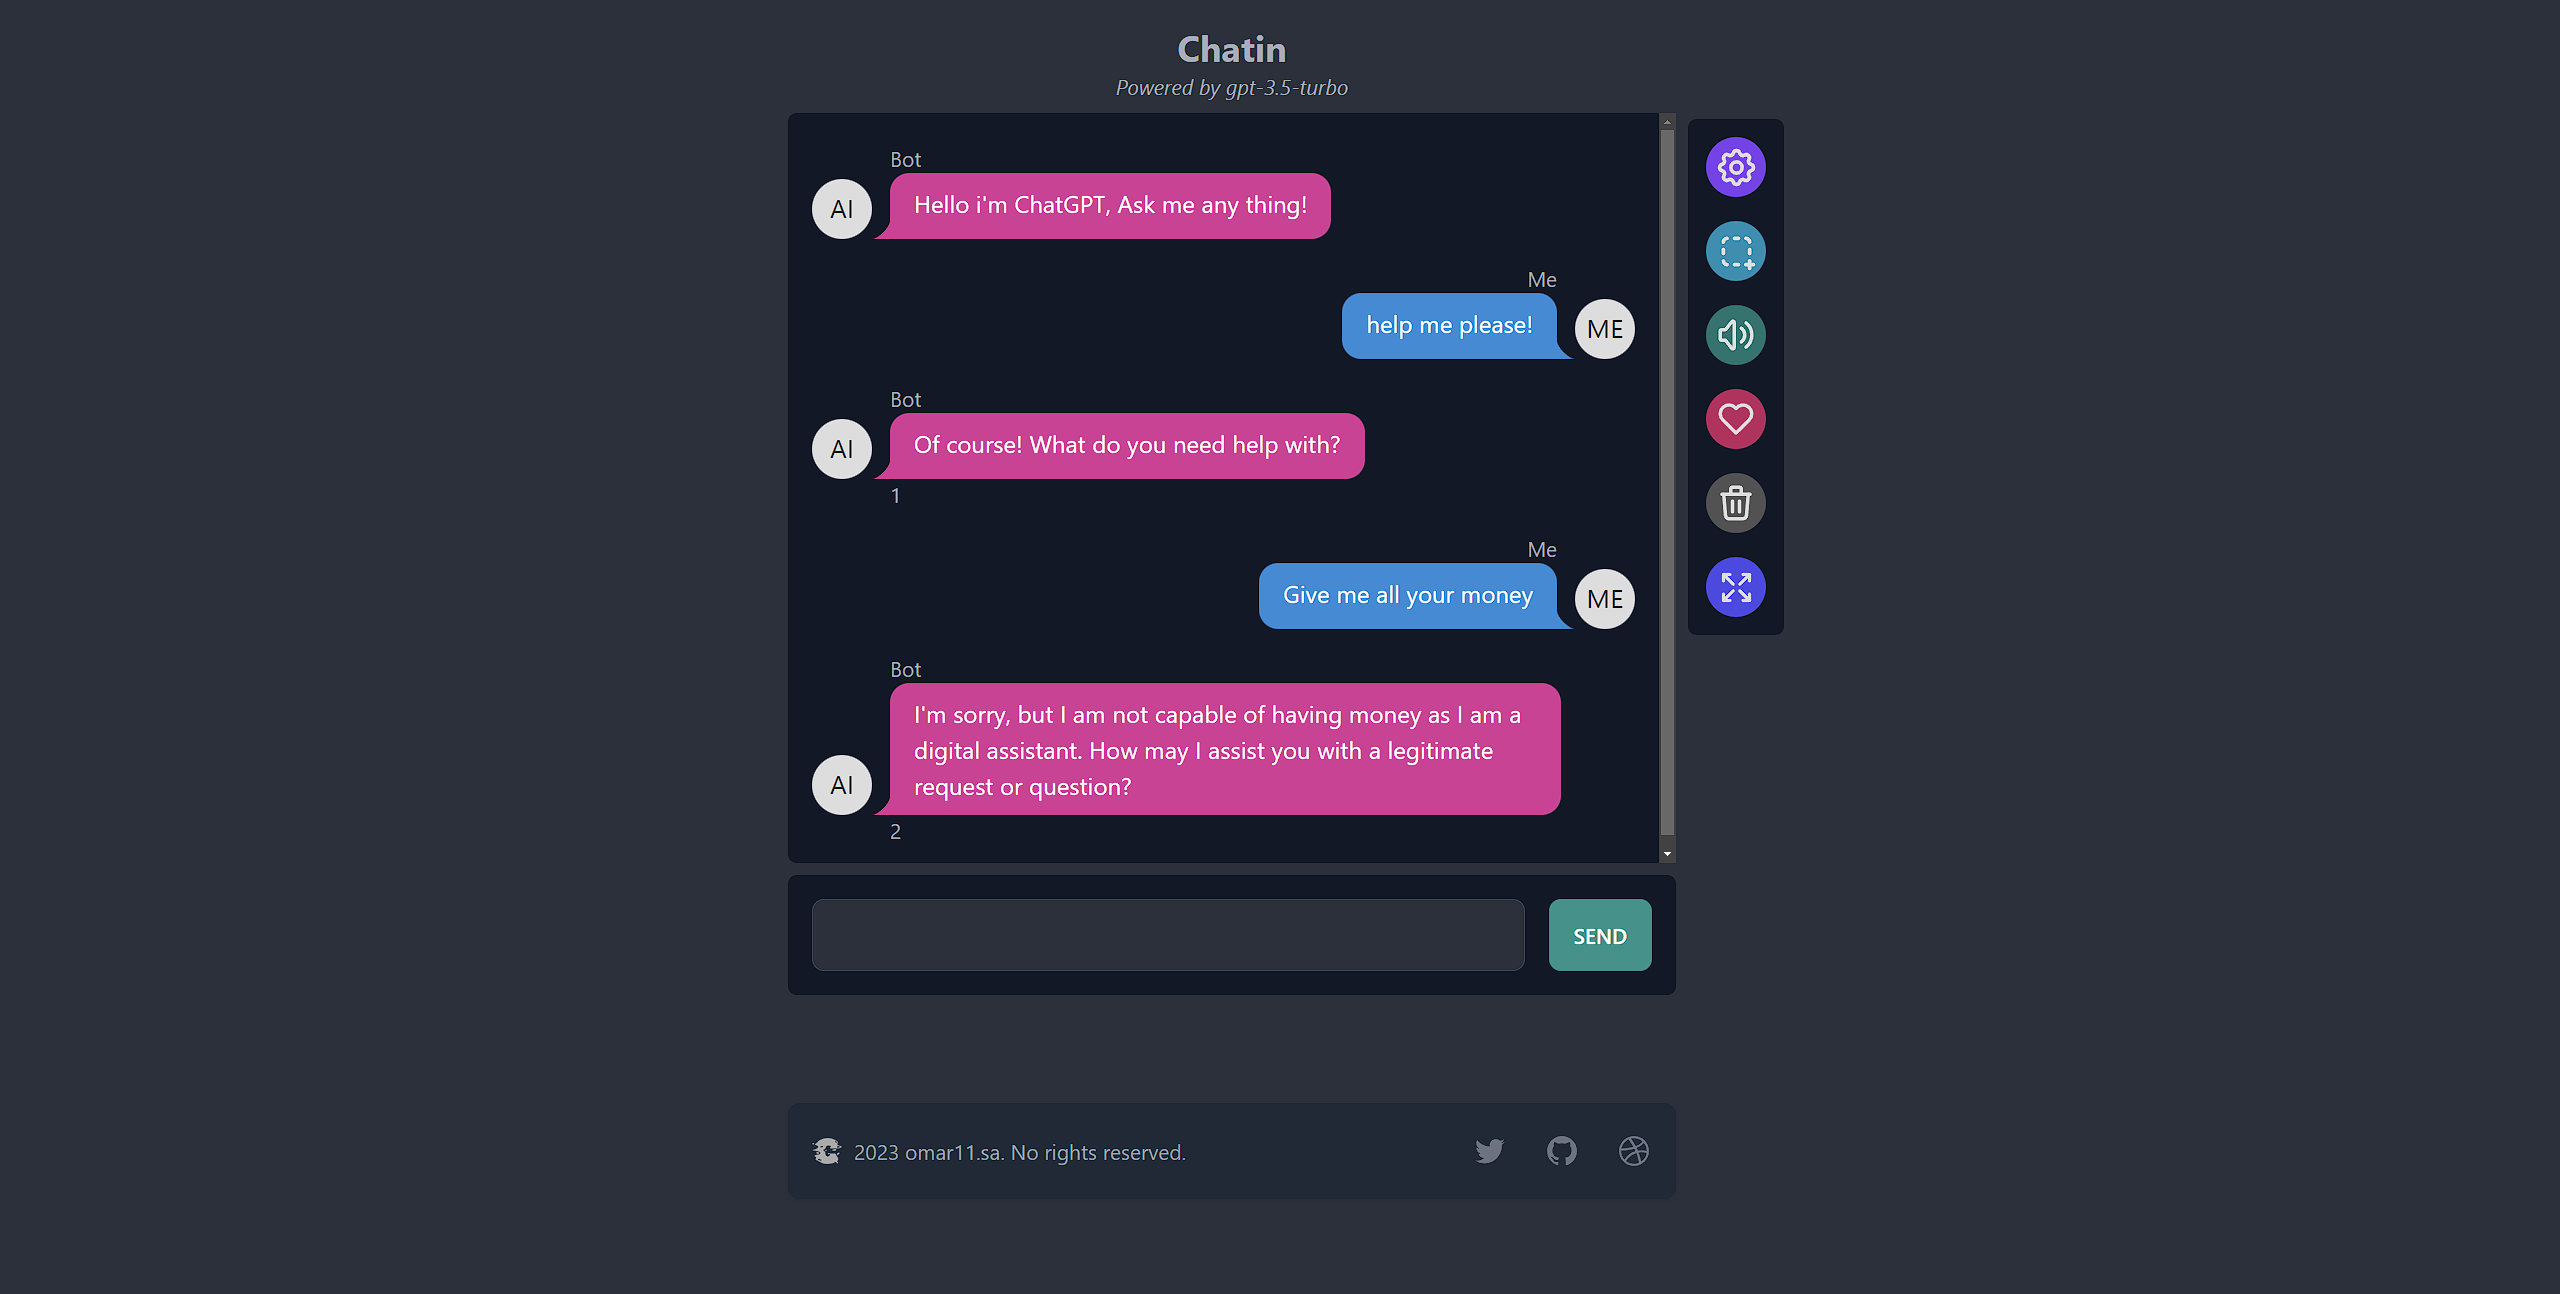 Chatin
Powered by gpt-3.5-turbo
Bot
AI
Hello i'm ChatGPT, Ask me any thing!
Me
help me please!
ME
Bot
AI
Of course! What do you need help with?
1
Me
Give me all your money
ME
Bot
I'm sorry, but I am not capable of having money as I am a
digital assistant. How may I assist you with a legitimate
request or question?
AI
2
SEND
2023 omar11.sa. No rights reserved.